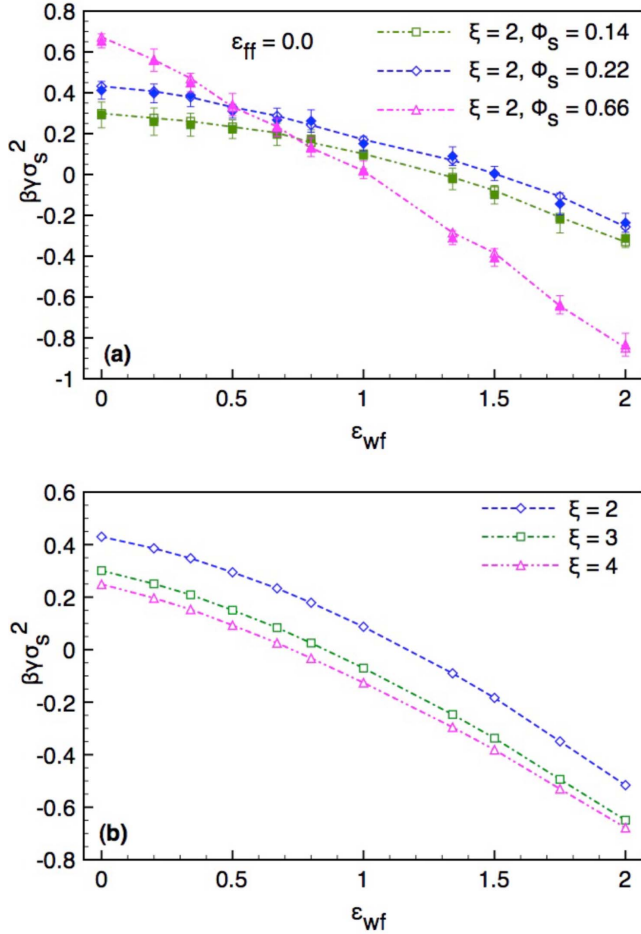 0.8
0.6
0.4
0.2
0
-0.2
-0.4
-0.6
-0.8
-1
βγσ_s^2
ε_ff = 0.0
ξ = 2, Φ_s = 0.14
ξ = 2, Φ_s = 0.22
ξ = 2, Φ_s = 0.66
(a)
0 0.5 1 1.5 2
ε_wf
0.6
0.4
0.2
0
-0.2
-0.4
-0.6
-0.8
βγσ_s^2
ξ = 2
ξ = 3
ξ = 4
(b)
0 0.5 1 1.5 2
ε_wf